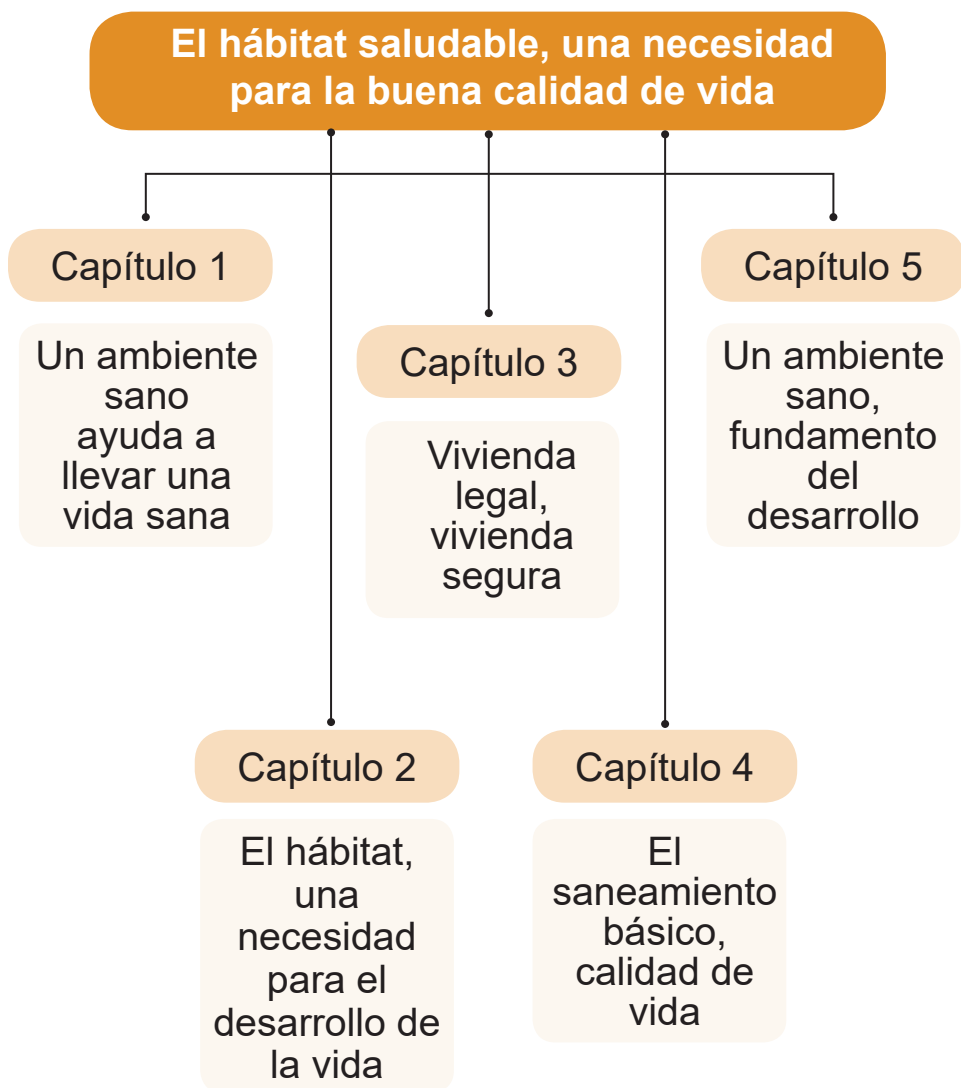 El hábitat saludable, una necesidad
para la buena calidad de vida
Capítulo 1
Un ambiente
sano
ayuda a
llevar una
vida sana
Capítulo 2
El hábitat,
una
necesidad
para el
desarrollo de
la vida
Capítulo 3
Vivienda
legal,
vivienda
segura
Capítulo 4
El
saneamiento
básico,
calidad de
vida
Capítulo 5
Un ambiente
sano,
fundamento
del
desarrollo